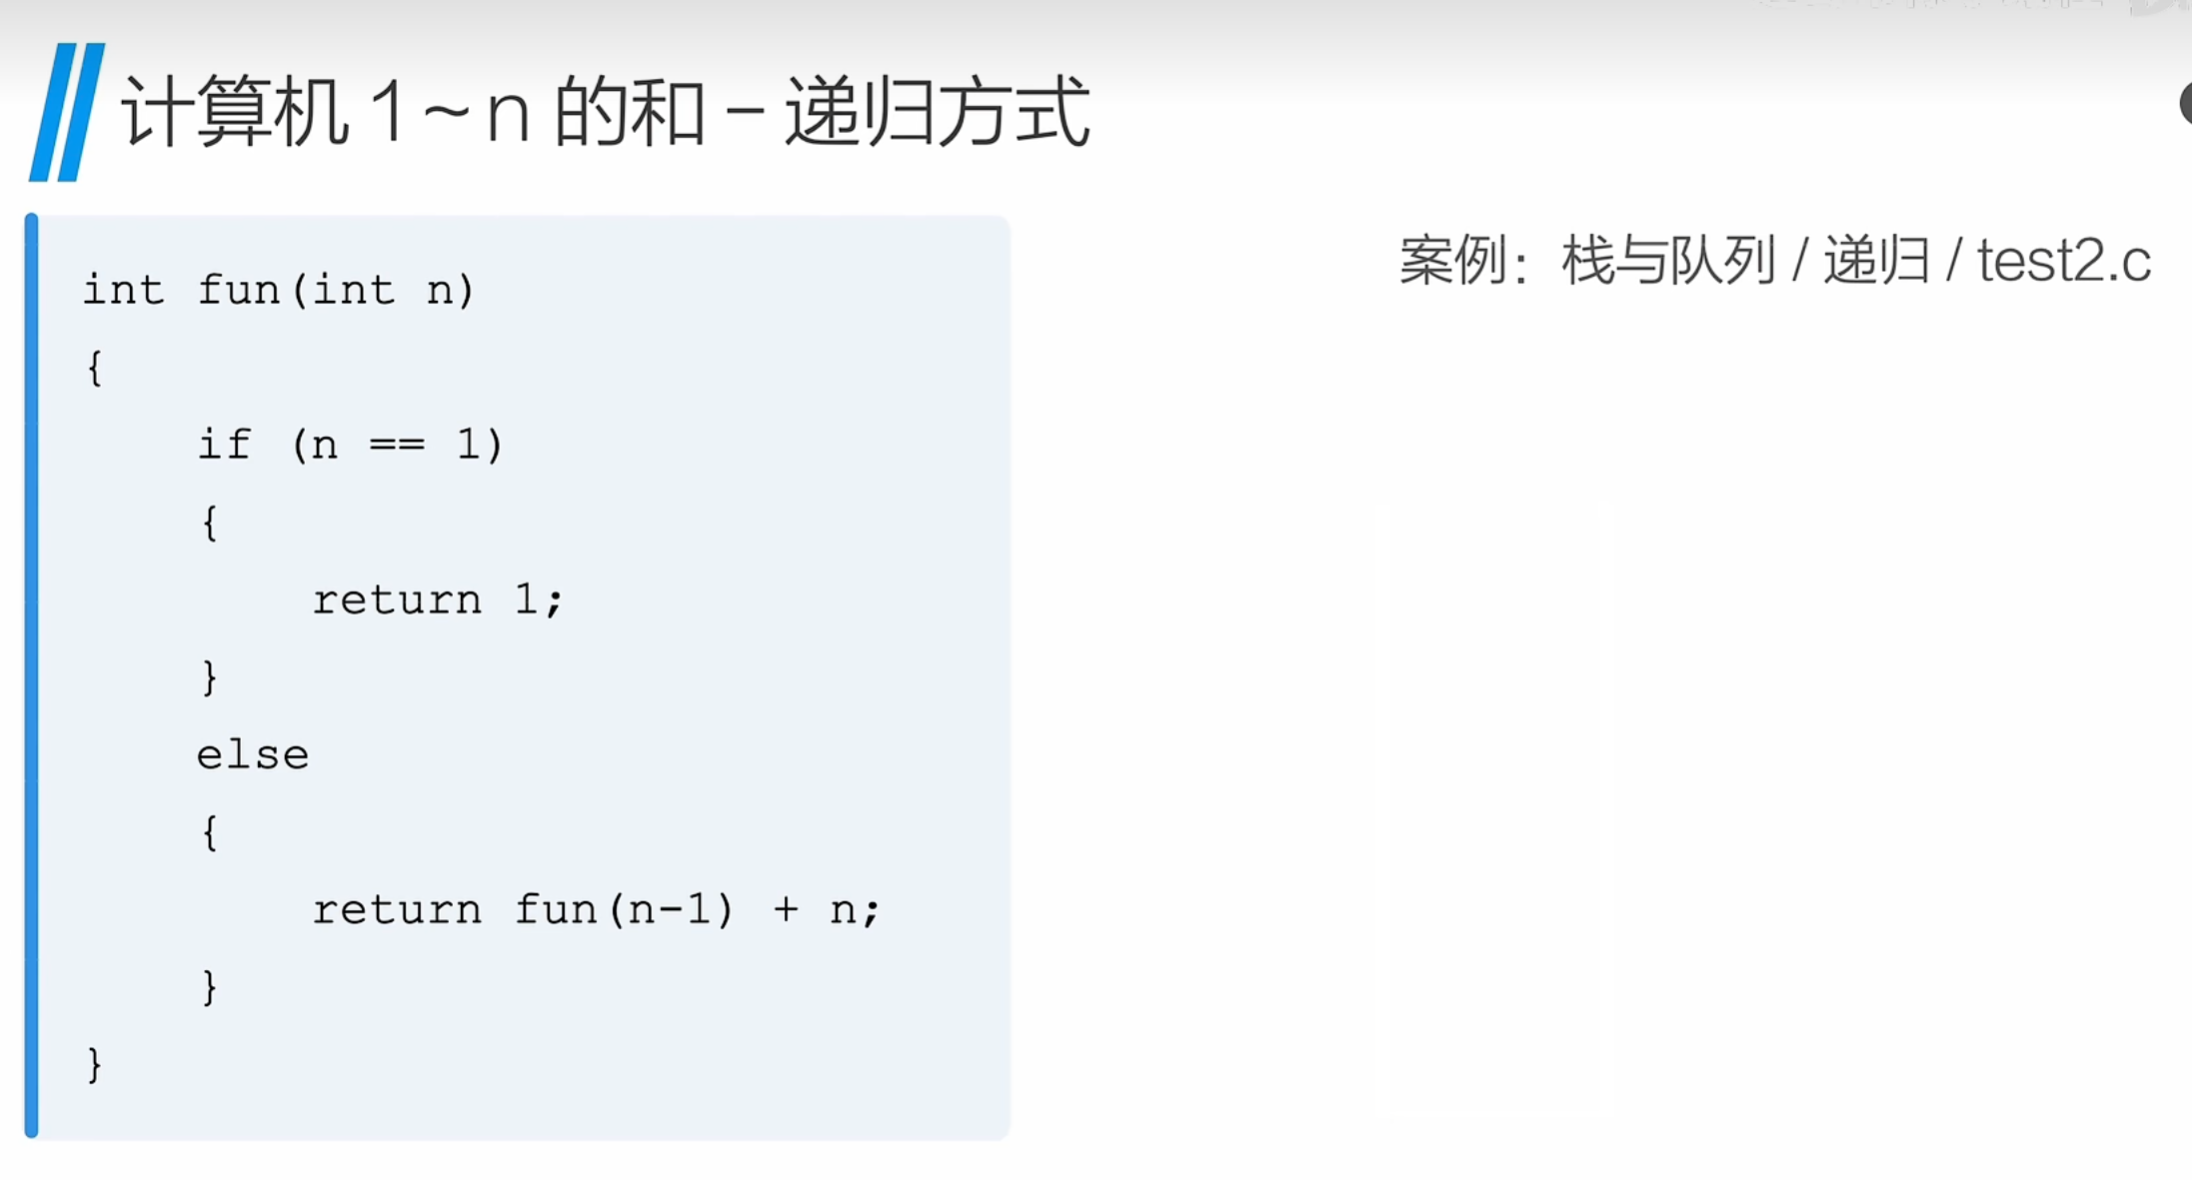 计算机 1 ~ n 的和 – 递归方式
案例：栈与队列 / 递归 / test2.c
int fun(int n)
{
    if (n == 1)
    {
        return 1;
    }
    else
    {
        return fun(n-1) + n;
    }
}